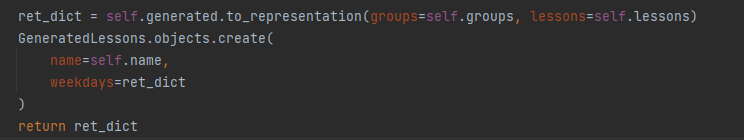 ret_dict = self.generated.to_representation(groups=self.groups, lessons=self.lessons)
GeneratedLessons.objects.create(
    name=self.name,
    weekdays=ret_dict
)
return ret_dict